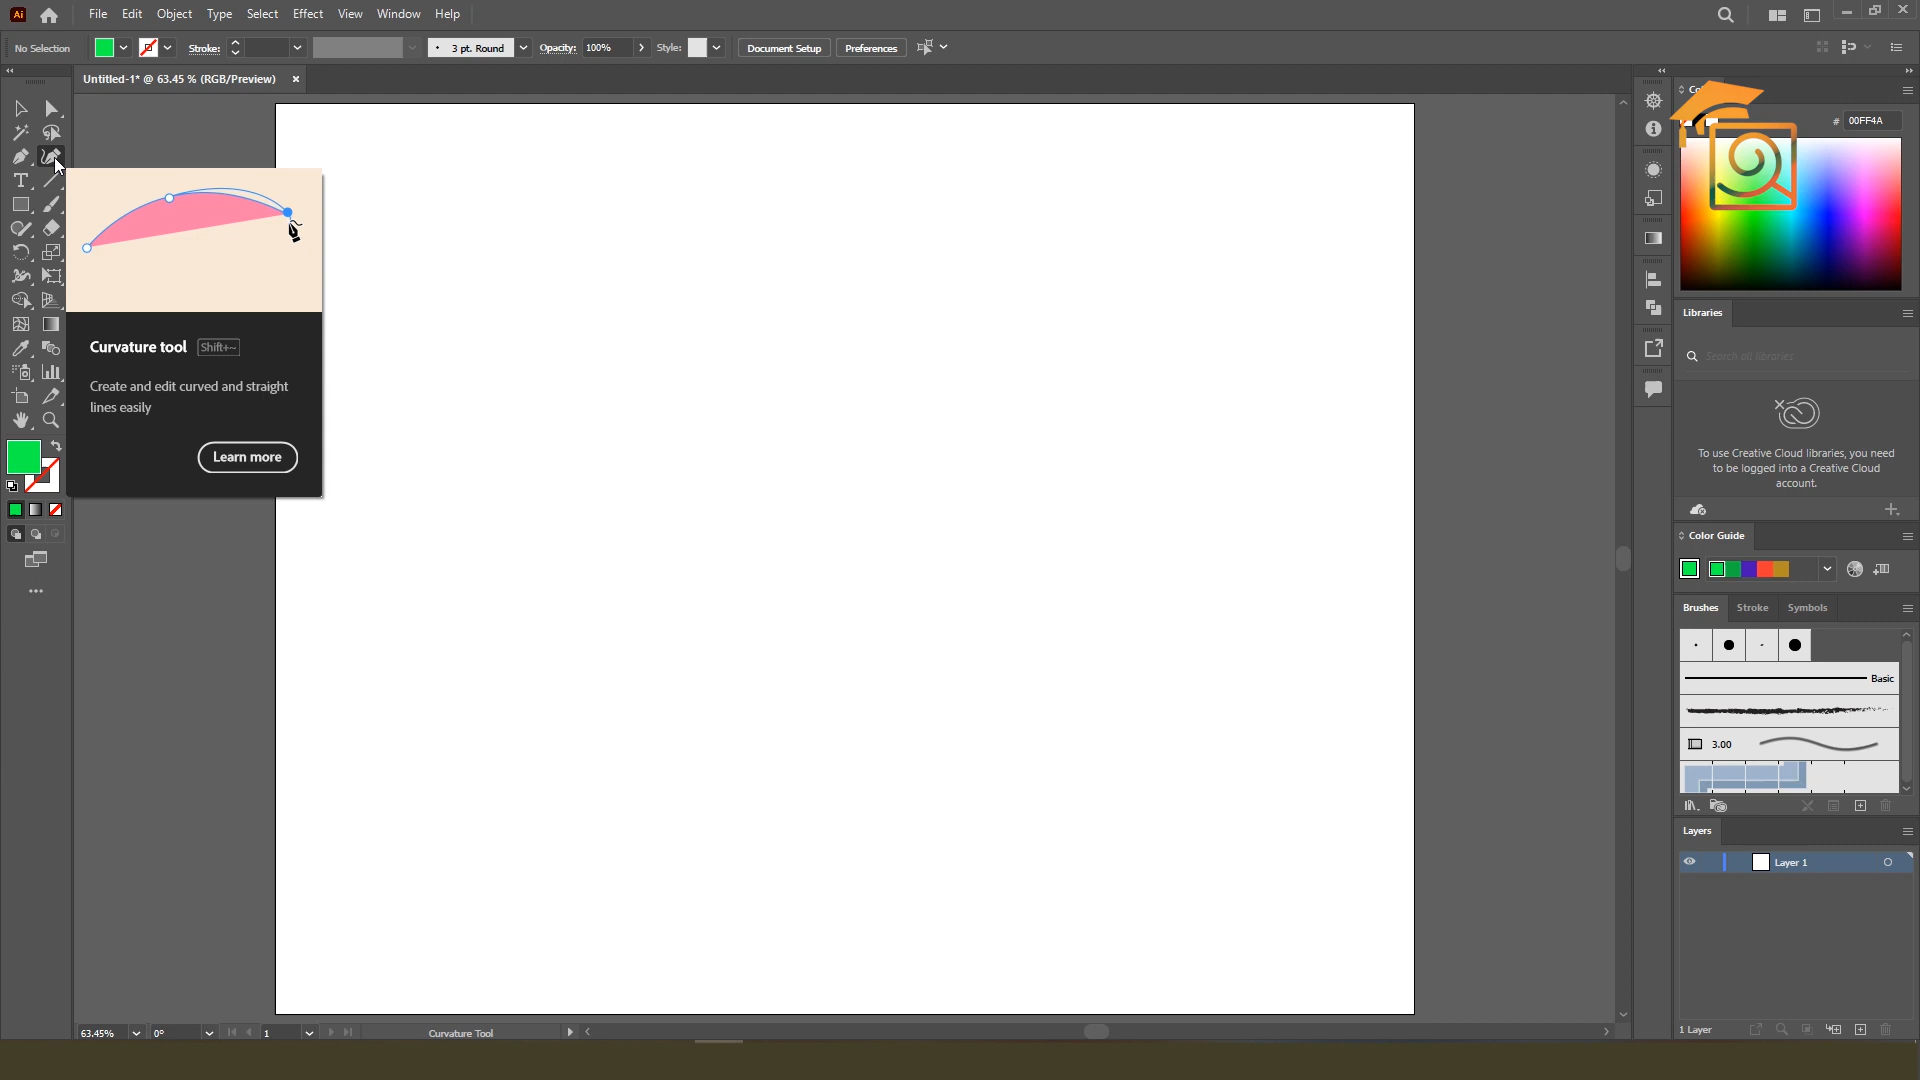 Ai File Edit Object Type Select Effect View Window Help
No Selection Stroke: 3 pt. Round Opacity: 100% Style: Document Setup Preferences
Untitled-1* @ 63.45 % (RGB/Preview)
# 00FF4A
Curvature tool Shift+~
Create and edit curved and straight
lines easily
Learn more
Libraries
Search all libraries
To use Creative Cloud libraries, you need
to be logged into a Creative Cloud
account.
Color Guide
Brushes Stroke Symbols
Basic
3.00
Layers
Layer 1
1 Layer
63.45% 0° 1 Curvature Tool